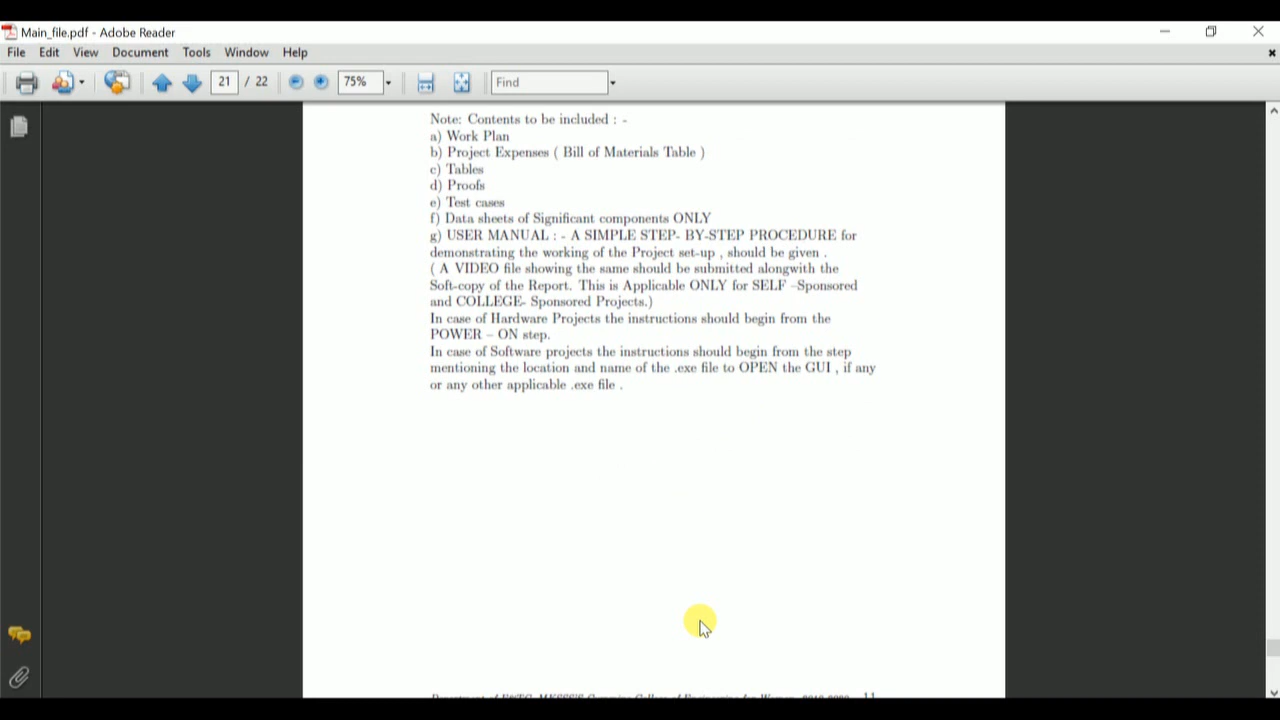 Main_file.pdf - Adobe Reader
File Edit View Document Tools Window Help
21 / 22 75% Find
Note: Contents to be included : -
a) Work Plan
b) Project Expenses ( Bill of Materials Table )
c) Tables
d) Proofs
e) Test cases
f) Data sheets of Significant components ONLY
g) USER MANUAL : - A SIMPLE STEP- BY-STEP PROCEDURE for
demonstrating the working of the Project set-up , should be given .
( A VIDEO file showing the same should be submitted alongwith the
Soft-copy of the Report. This is Applicable ONLY for SELF –Sponsored
and COLLEGE- Sponsored Projects.)
In case of Hardware Projects the instructions should begin from the
POWER – ON step.
In case of Software projects the instructions should begin from the step
mentioning the location and name of the .exe file to OPEN the GUI , if any
or any other applicable .exe file .